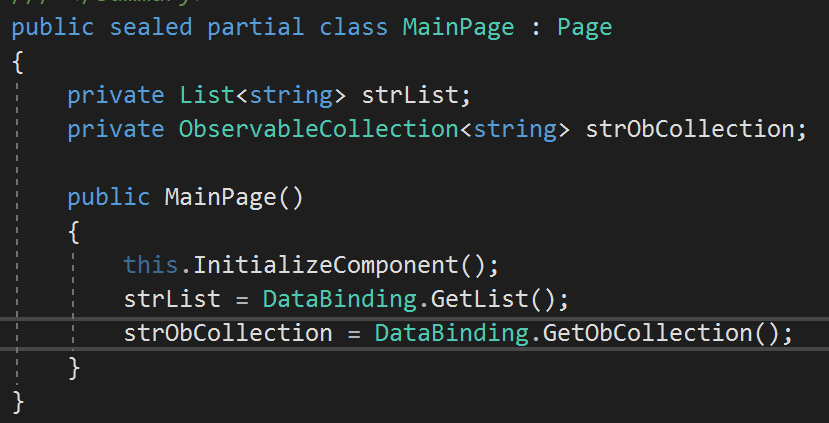 public sealed partial class MainPage : Page
{
    private List<string> strList;
    private ObservableCollection<string> strObCollection;

    public MainPage()
    {
        this.InitializeComponent();
        strList = DataBinding.GetList();
        strObCollection = DataBinding.GetObCollection();
    }
}